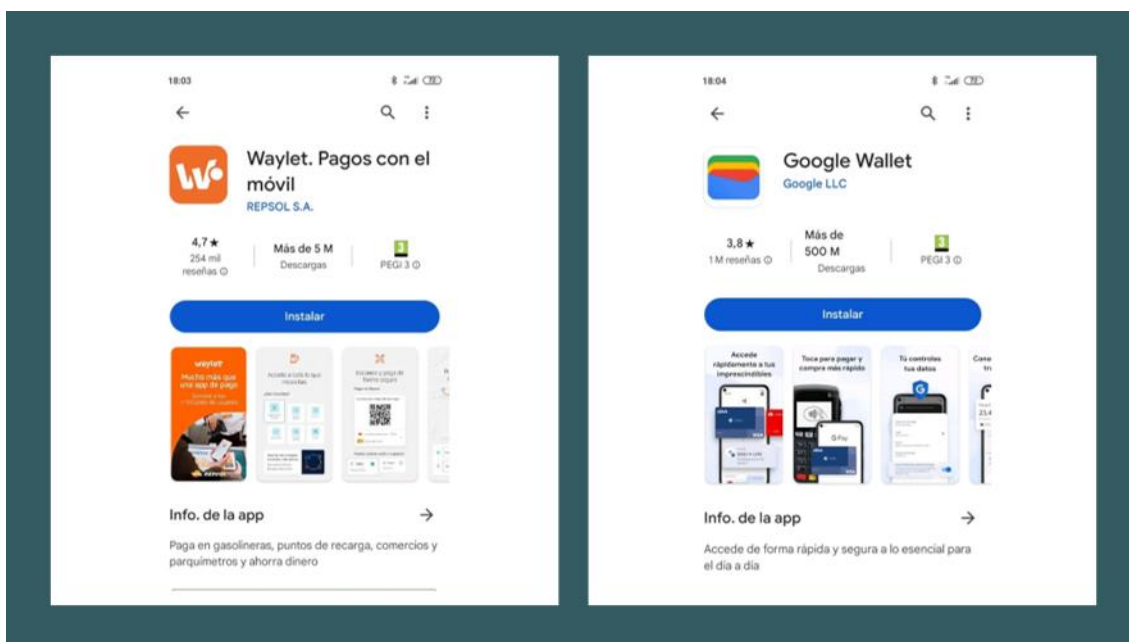 18:03
Waylet. Pagos con el
móvil
REPSOL S.A.
4,7★
254 mil
reseñas
Más de 5 M
Descargas
3
PEGI 3
Instalar
waylet
Mucho más que
una app de pago
Info. de la app
Paga en gasolineras, puntos de recarga, comercios y
parquímetros y ahorra dinero
18:04
Google Wallet
Google LLC
3,8★
1 M reseñas
Más de
500 M
Descargas
3
PEGI 3
Instalar
Accede
rápidamente a tus
imprescindibles
VISA
Toca para pagar y
compra más rápido
G Pay
VISA
Tú controlas
tus datos
Info. de la app
Accede de forma rápida y segura a lo esencial para
el día a día